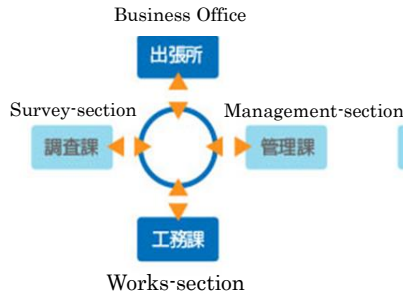 Business Office
出張所
Survey-section
Management-section
調査課
管理課
工務課
Works-section